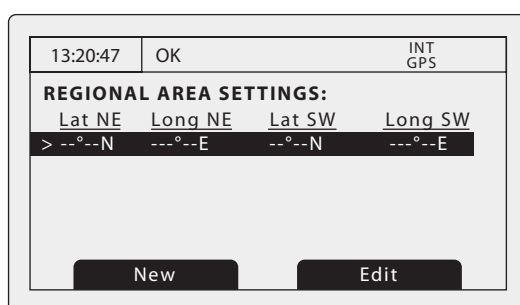 13:20:47 OK INT
GPS
REGIONAL AREA SETTINGS:
Lat NE Long NE Lat SW Long SW
> --°--N ---°--E --°--N ---°--E
New Edit